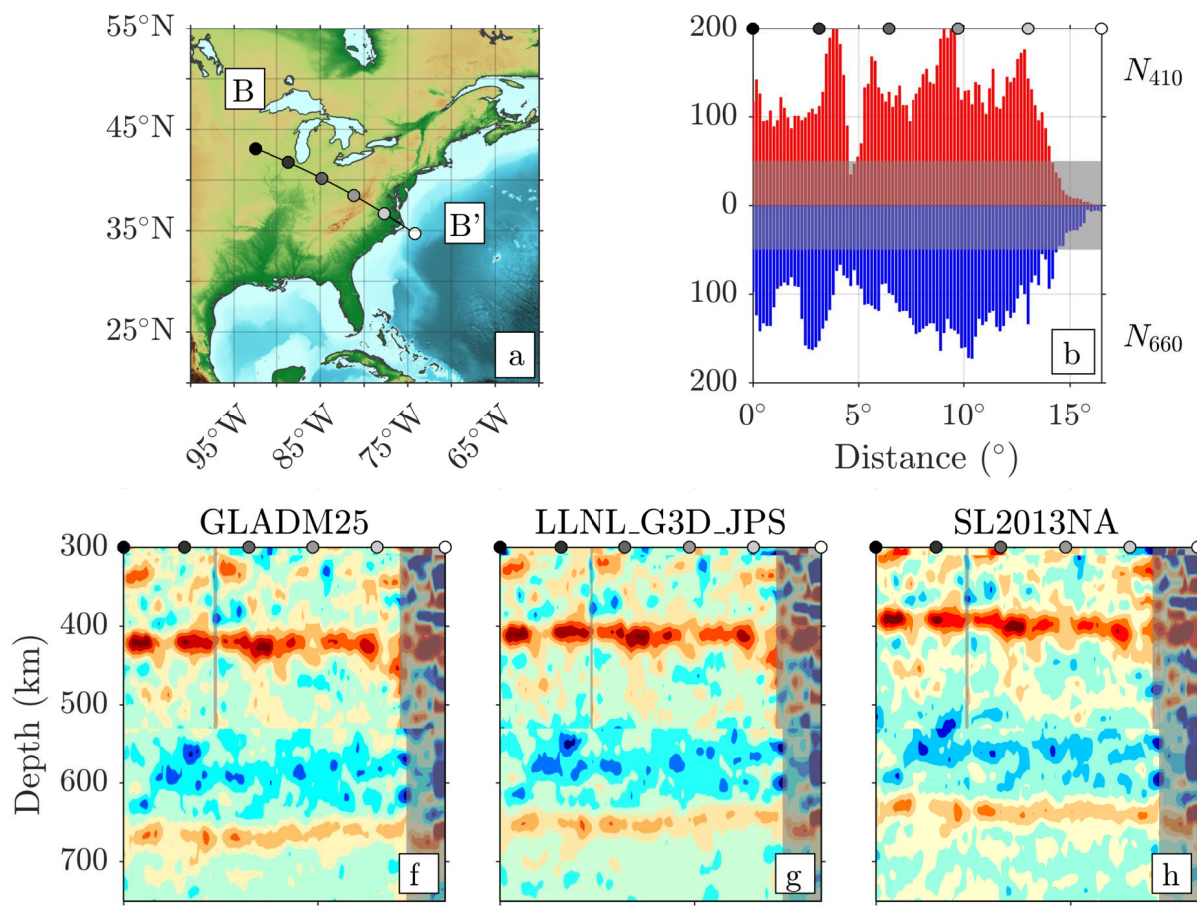 55°N
45°N
35°N
25°N
B
B'
a
95°W
85°W
75°W
65°W
200
100
0
100
200
N410
N660
b
0°
5°
10°
15°
Distance (°)
GLADM25
LLNL_G3D_JPS
SL2013NA
300
400
500
600
700
Depth (km)
f
g
h